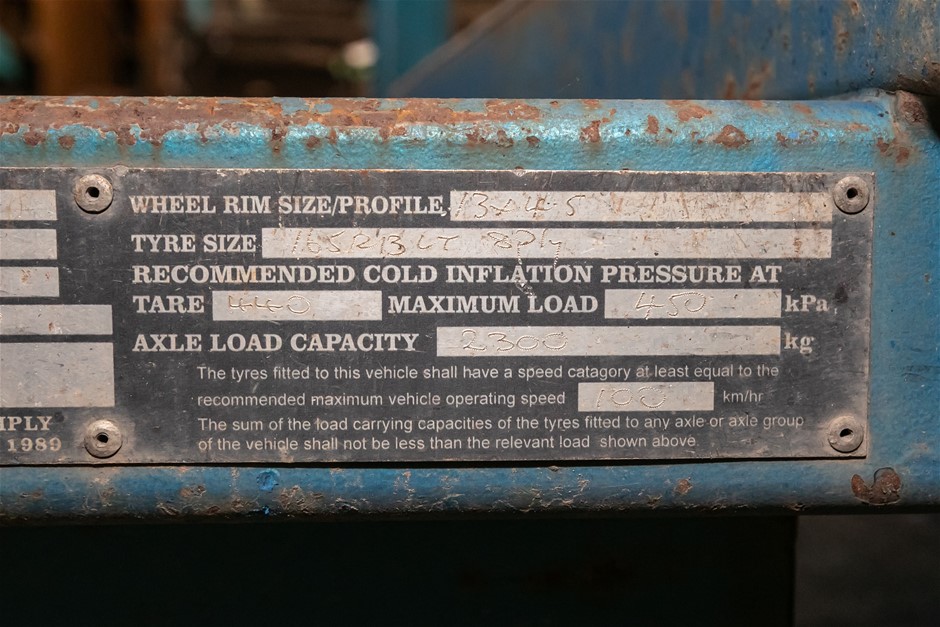 WHEEL RIM SIZE/PROFILE, 13x4.5
TYRE SIZE 165R13 LT 8Ply
RECOMMENDED COLD INFLATION PRESSURE AT
TARE 440 MAXIMUM LOAD 450 kPa
AXLE LOAD CAPACITY 2300 kg
The tyres fitted to this vehicle shall have a speed catagory at least equal to the
recommended maximum vehicle operating speed 100 km/hr
The sum of the load carrying capacities of the tyres fitted to any axle or axle group
of the vehicle shall not be less than the relevant load shown above.
1989